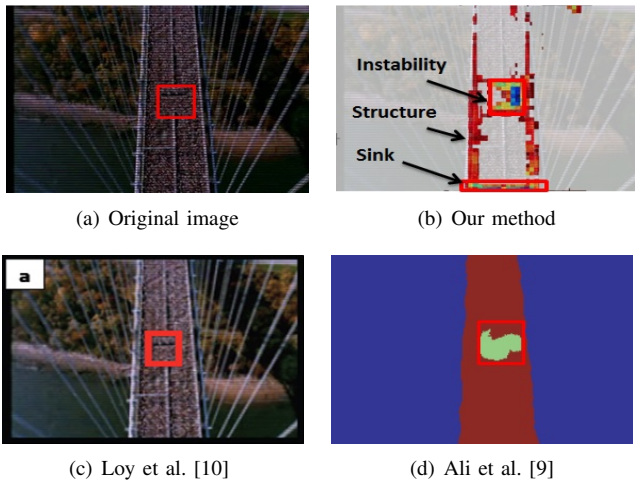 Instability
Structure
Sink
(a) Original image
(b) Our method
a
(c) Loy et al. [10]
(d) Ali et al. [9]